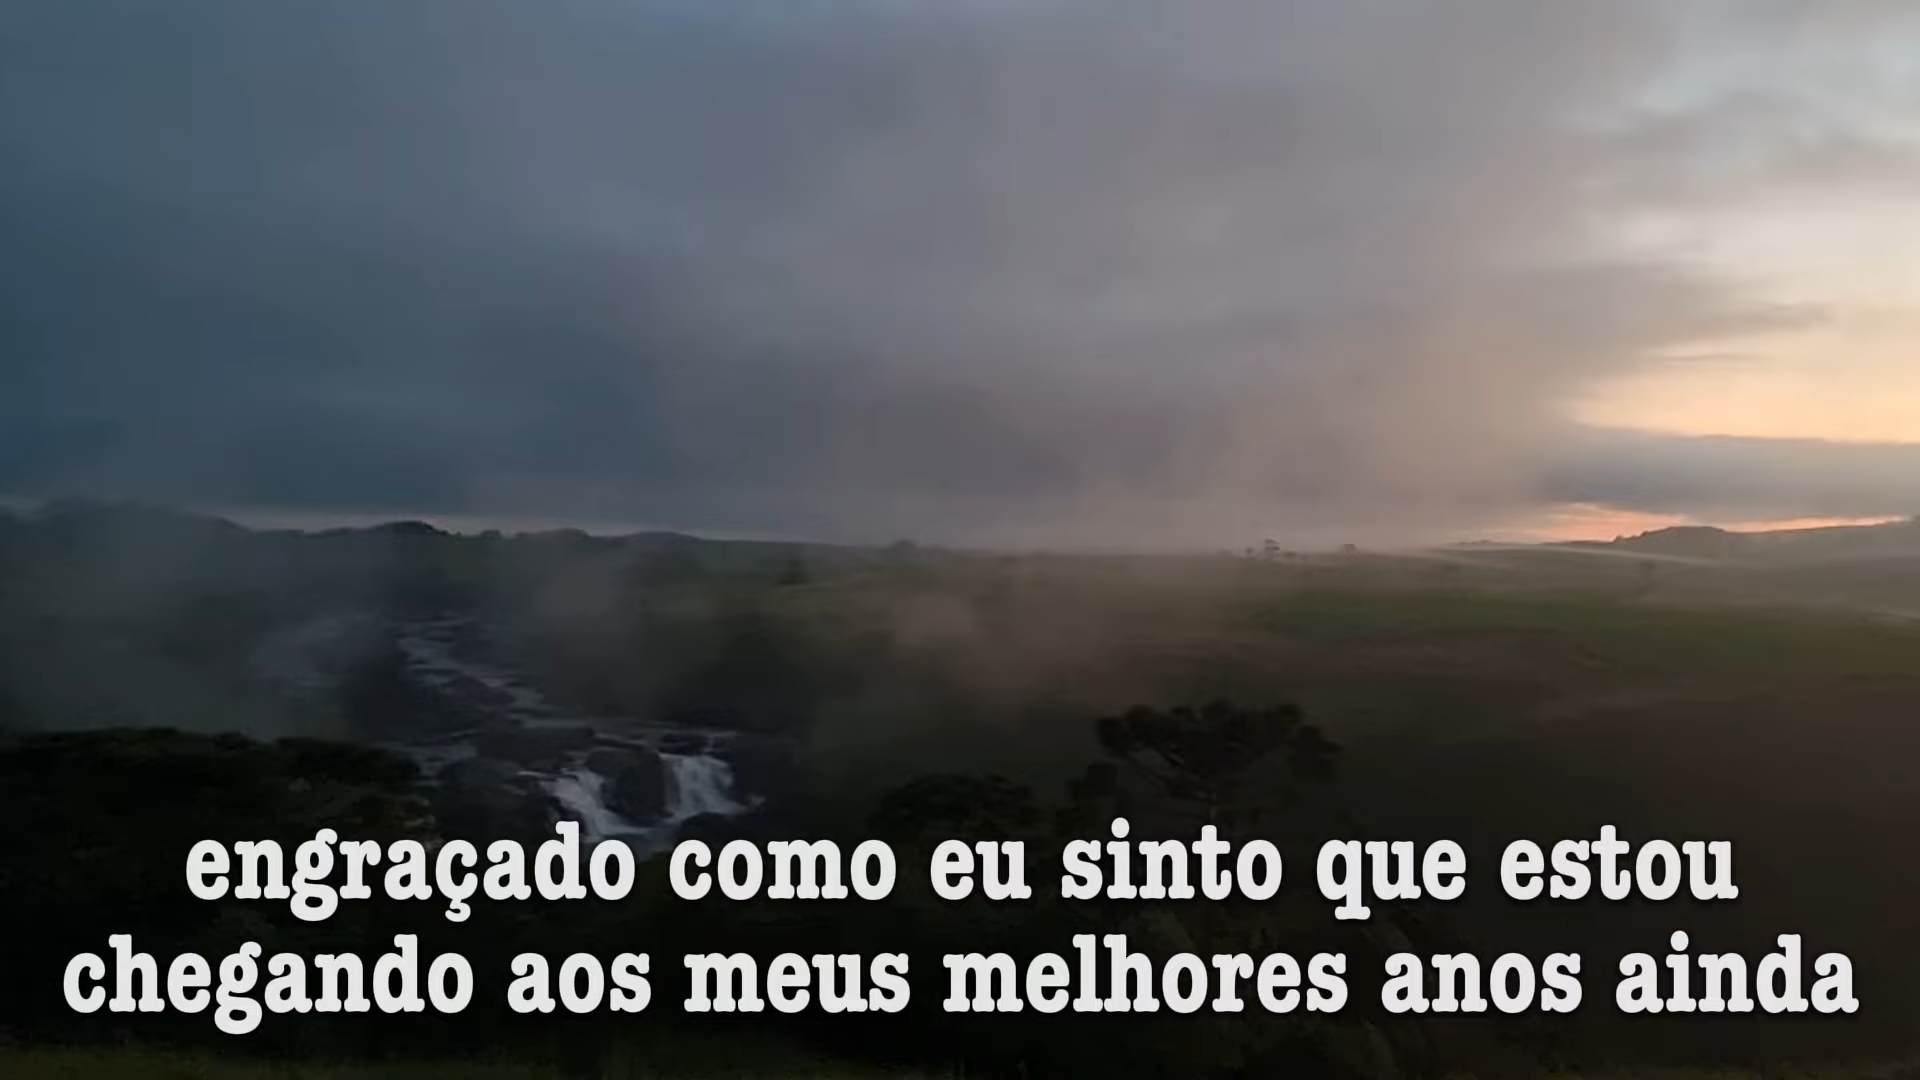 engraçado como eu sinto que estou
chegando aos meus melhores anos ainda